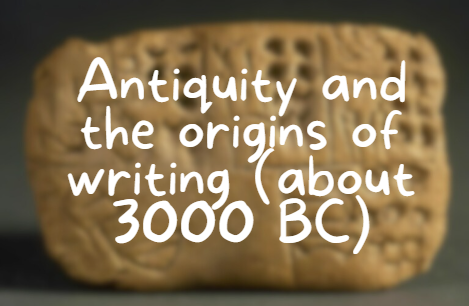 Antiquity and
the origins of
writing (about
3000 BC)